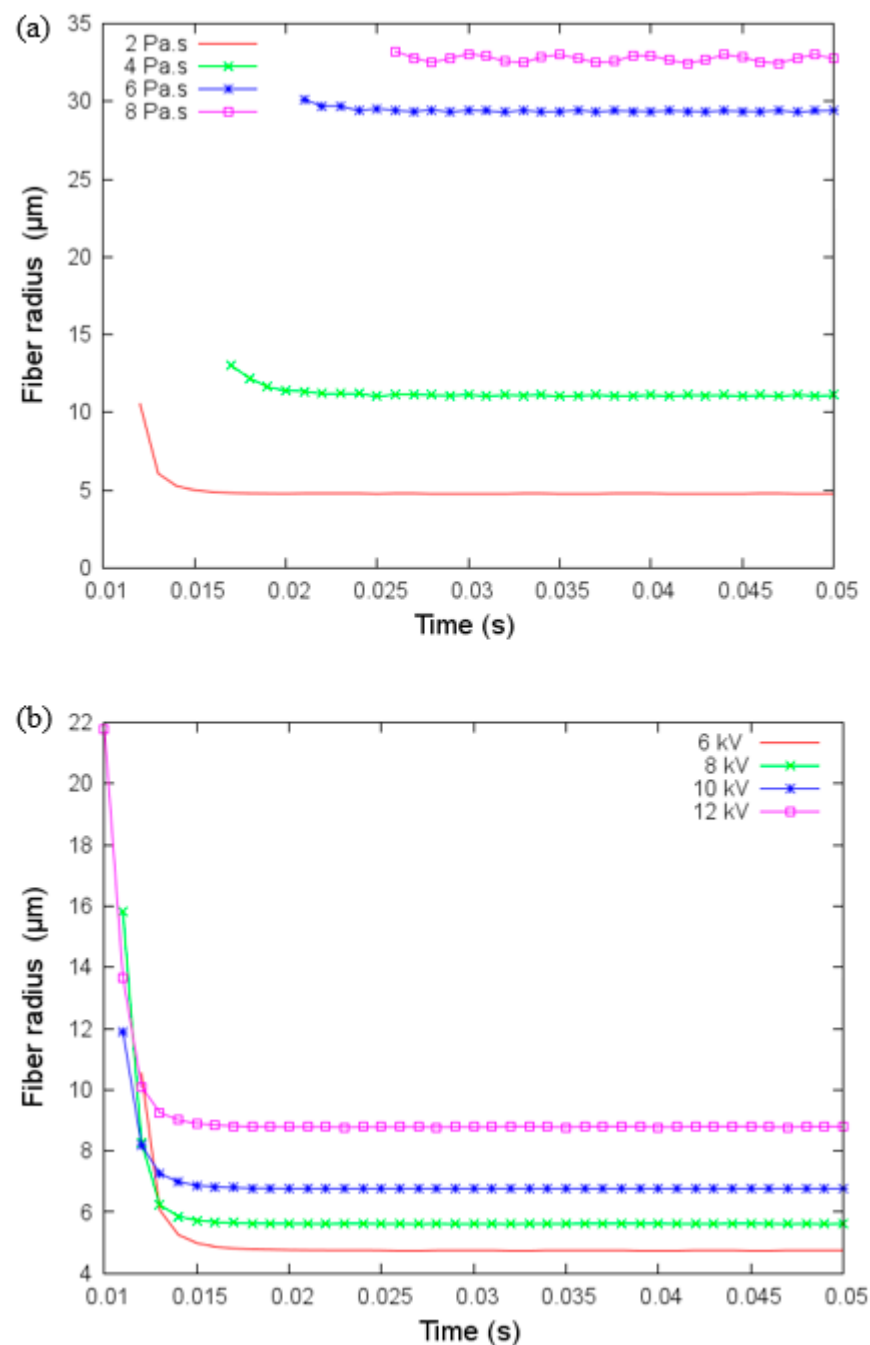 (a)
35
30
25
20
15
10
5
0
Fiber radius (µm)
2 Pa.s
4 Pa.s
6 Pa.s
8 Pa.s
0.01 0.015 0.02 0.025 0.03 0.035 0.04 0.045 0.05
Time (s)
(b)
22
20
18
16
14
12
10
8
6
4
Fiber radius (µm)
6 kV
8 kV
10 kV
12 kV
0.01 0.015 0.02 0.025 0.03 0.035 0.04 0.045 0.05
Time (s)